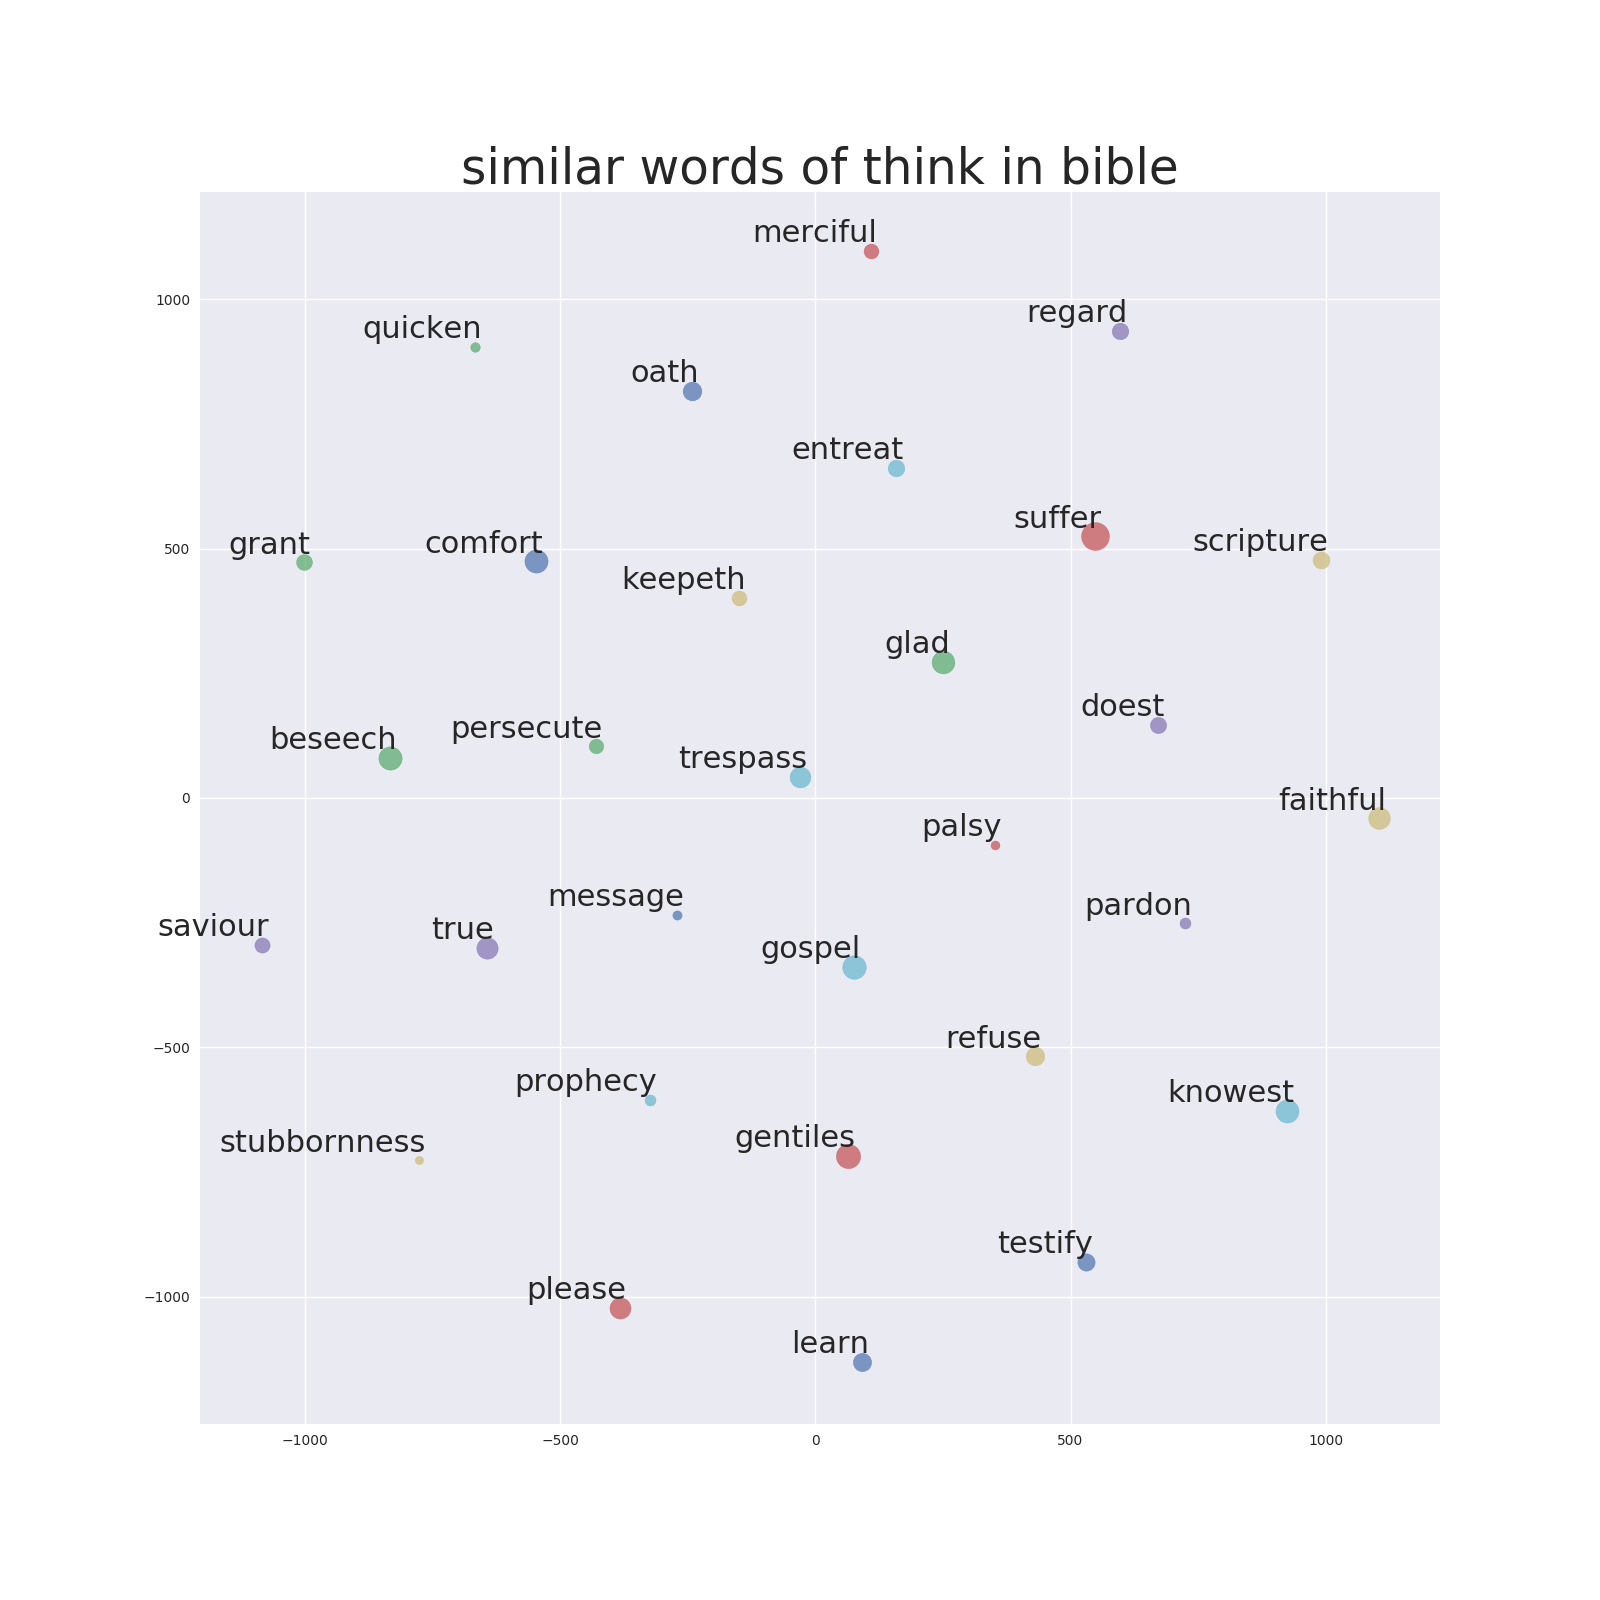 similar words of think in bible
merciful
1000
regard
quicken
oath
entreat
suffer
scripture
grant
500
comfort
keepeth
glad
doest
beseech
persecute
trespass
0
faithful
palsy
message
pardon
saviour
true
gospel
−500
refuse
prophecy
knowest
stubbornness
gentiles
testify
please
−1000
learn
−1000
−500
0
500
1000